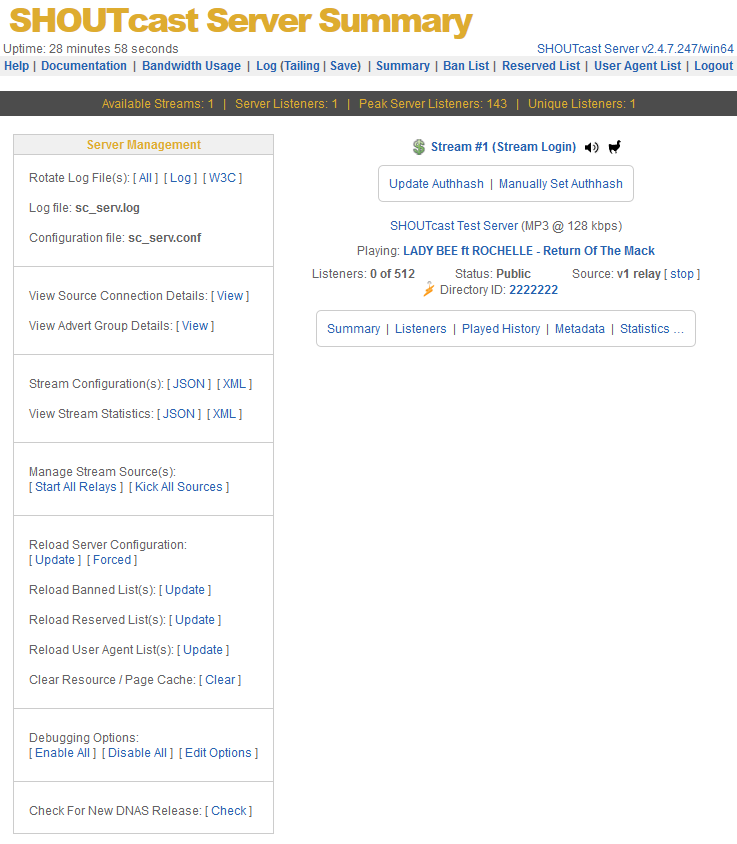 SHOUTcast Server Summary
Uptime: 28 minutes 58 seconds
SHOUTcast Server v2.4.7.247/win64
Help | Documentation | Bandwidth Usage | Log (Tailing | Save) | Summary | Ban List | Reserved List | User Agent List | Logout
Available Streams: 1 | Server Listeners: 1 | Peak Server Listeners: 143 | Unique Listeners: 1
Server Management
Rotate Log File(s): [ All ] [ Log ] [ W3C ]
Log file: sc_serv.log
Configuration file: sc_serv.conf
View Source Connection Details: [ View ]
View Advert Group Details: [ View ]
Stream Configuration(s): [ JSON ] [ XML ]
View Stream Statistics: [ JSON ] [ XML ]
Manage Stream Source(s):
[ Start All Relays ] [ Kick All Sources ]
Reload Server Configuration:
[ Update ] [ Forced ]
Reload Banned List(s): [ Update ]
Reload Reserved List(s): [ Update ]
Reload User Agent List(s): [ Update ]
Clear Resource / Page Cache: [ Clear ]
Debugging Options:
[ Enable All ] [ Disable All ] [ Edit Options ]
Check For New DNAS Release: [ Check ]
Stream #1 (Stream Login)
Update Authhash | Manually Set Authhash
SHOUTcast Test Server (MP3 @ 128 kbps)
Playing: LADY BEE ft ROCHELLE - Return Of The Mack
Listeners: 0 of 512 Status: Public Source: v1 relay [ stop ]
Directory ID: 2222222
Summary | Listeners | Played History | Metadata | Statistics ...